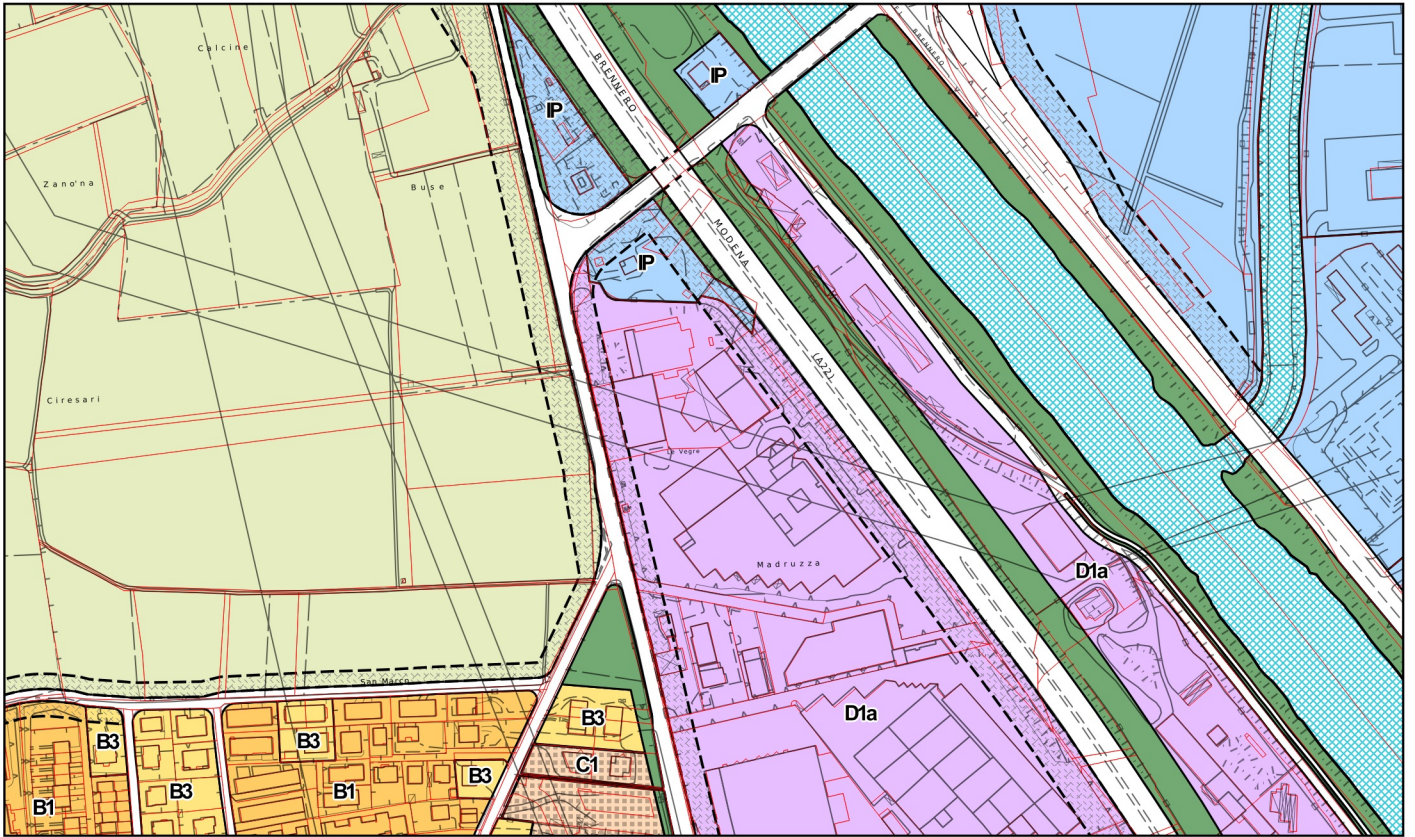 Calcine
BRENNERO
BRENNERO
IP
IP
Zano'na
Buse
MODENA
IP
(A22)
Ciresari
Le Vegre
Madruzza
D1a
San Marco
B3
D1a
B3
B3
C1
B3
B3
B1
B1